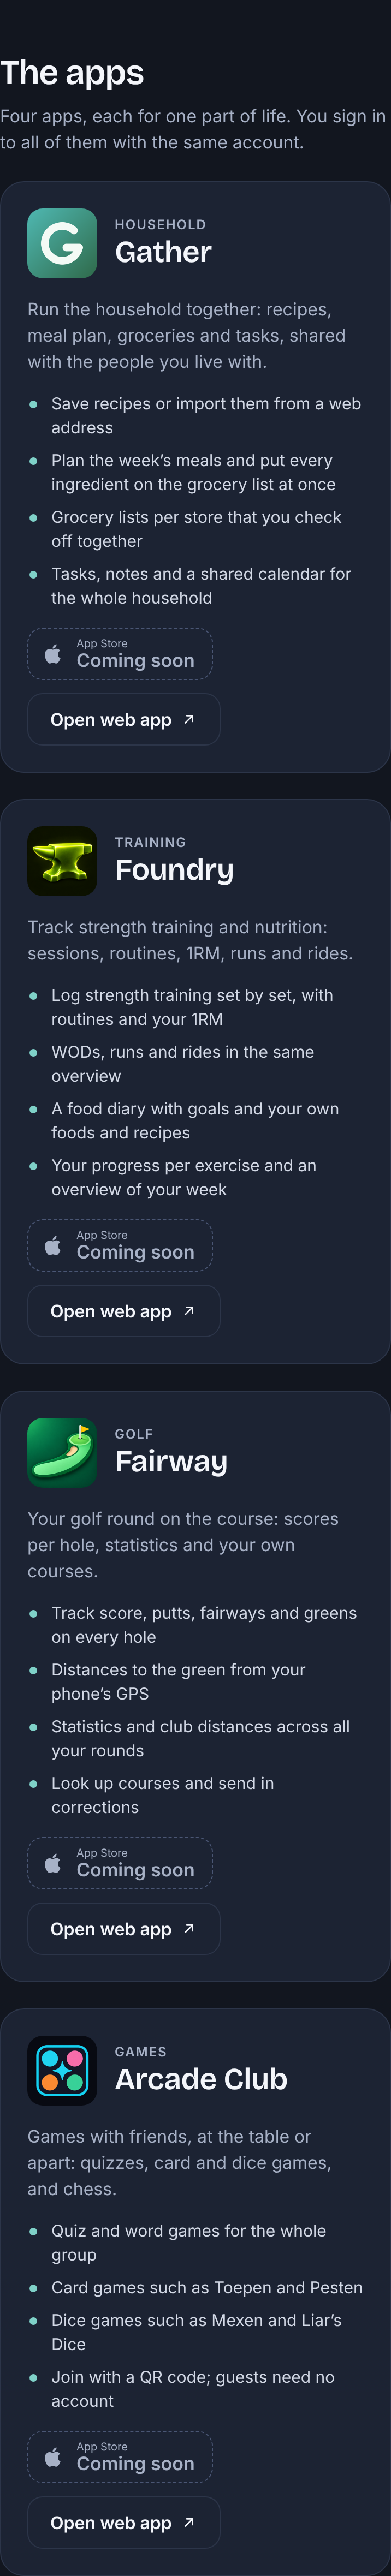 The apps
Four apps, each for one part of life. You sign in
to all of them with the same account.
G
HOUSEHOLD
Gather
Run the household together: recipes,
meal plan, groceries and tasks, shared
with the people you live with.
Save recipes or import them from a web
address
Plan the week’s meals and put every
ingredient on the grocery list at once
Grocery lists per store that you check
off together
Tasks, notes and a shared calendar for
the whole household
App Store
Coming soon
Open web app ↗
TRAINING
Foundry
Track strength training and nutrition:
sessions, routines, 1RM, runs and rides.
Log strength training set by set, with
routines and your 1RM
WODs, runs and rides in the same
overview
A food diary with goals and your own
foods and recipes
Your progress per exercise and an
overview of your week
App Store
Coming soon
Open web app ↗
GOLF
Fairway
Your golf round on the course: scores
per hole, statistics and your own
courses.
Track score, putts, fairways and greens
on every hole
Distances to the green from your
phone’s GPS
Statistics and club distances across all
your rounds
Look up courses and send in
corrections
App Store
Coming soon
Open web app ↗
GAMES
Arcade Club
Games with friends, at the table or
apart: quizzes, card and dice games,
and chess.
Quiz and word games for the whole
group
Card games such as Toepen and Pesten
Dice games such as Mexen and Liar’s
Dice
Join with a QR code; guests need no
account
App Store
Coming soon
Open web app ↗